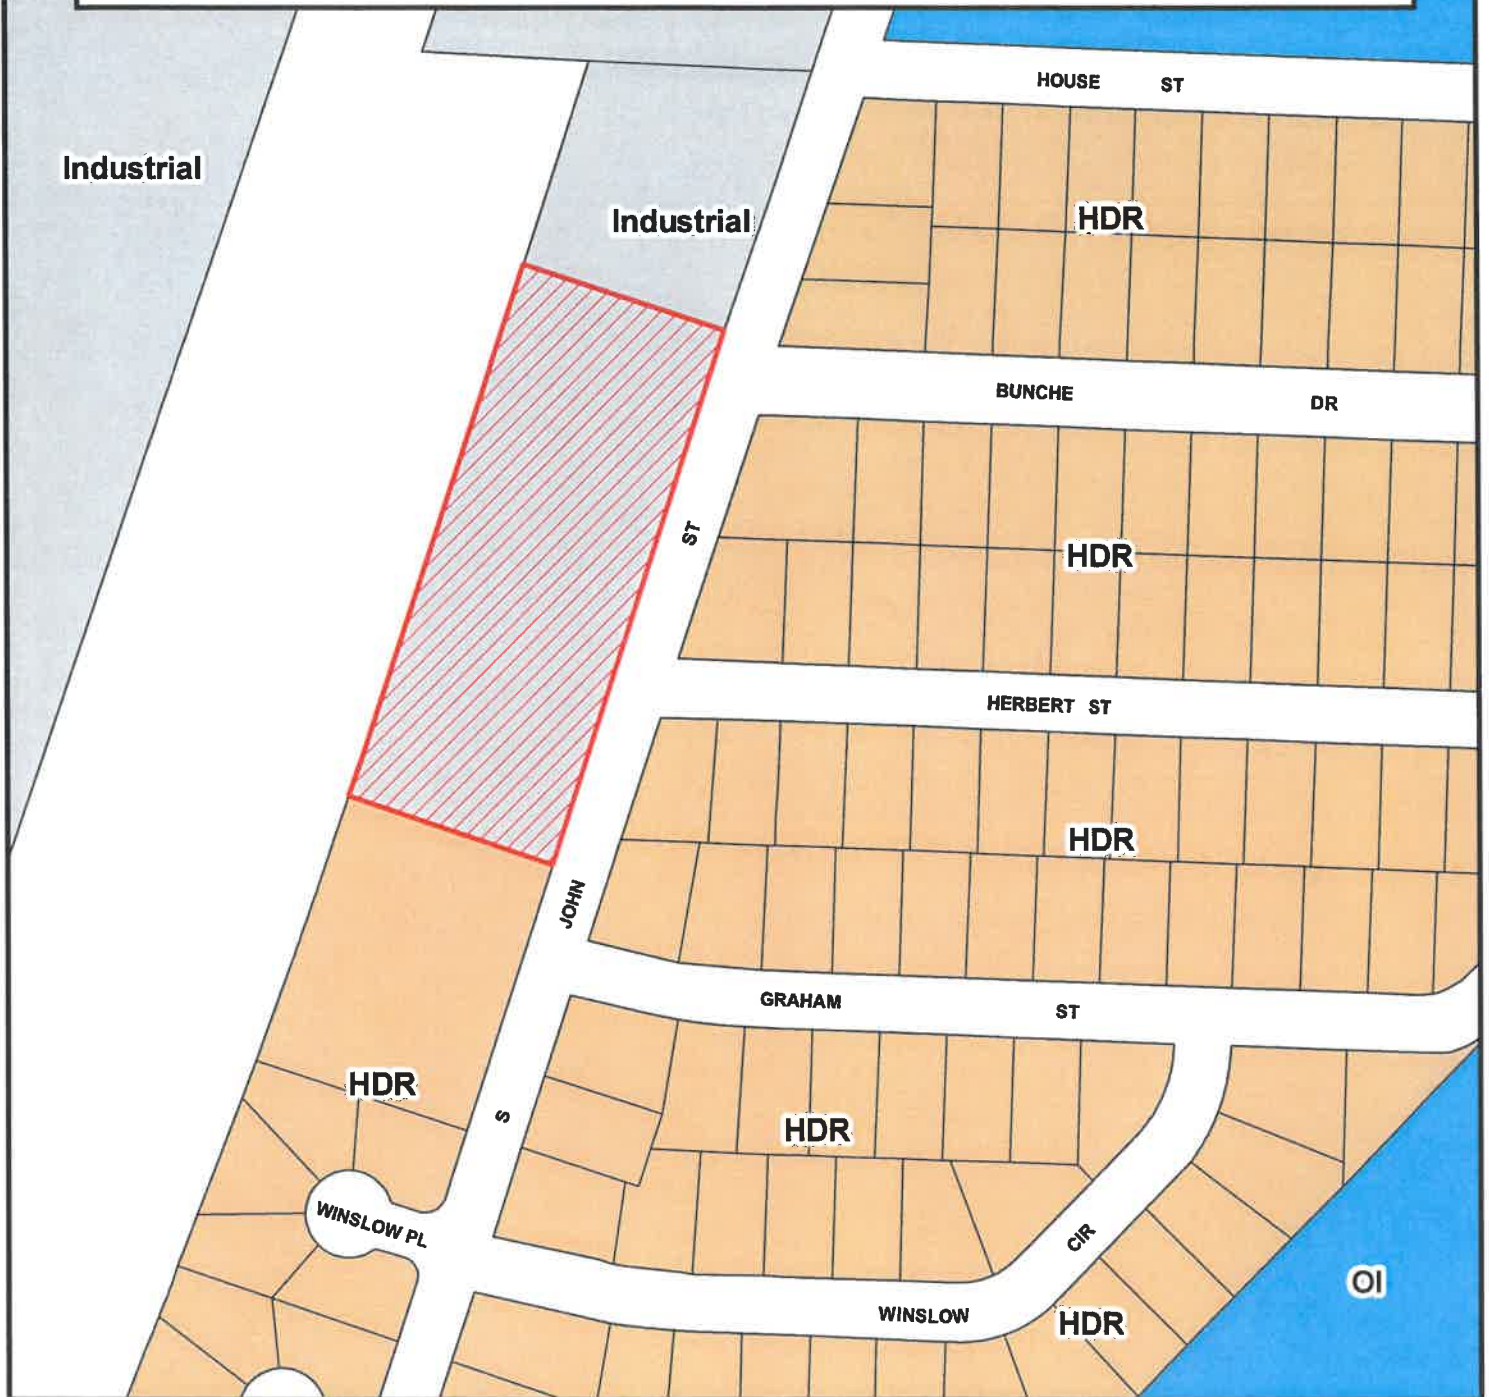 HOUSE ST
Industrial
Industrial
HDR
BUNCHE DR
ST
HDR
HERBERT ST
HDR
JOHN
GRAHAM ST
HDR
S
HDR
WINSLOW PL
CIR
OI
WINSLOW
HDR